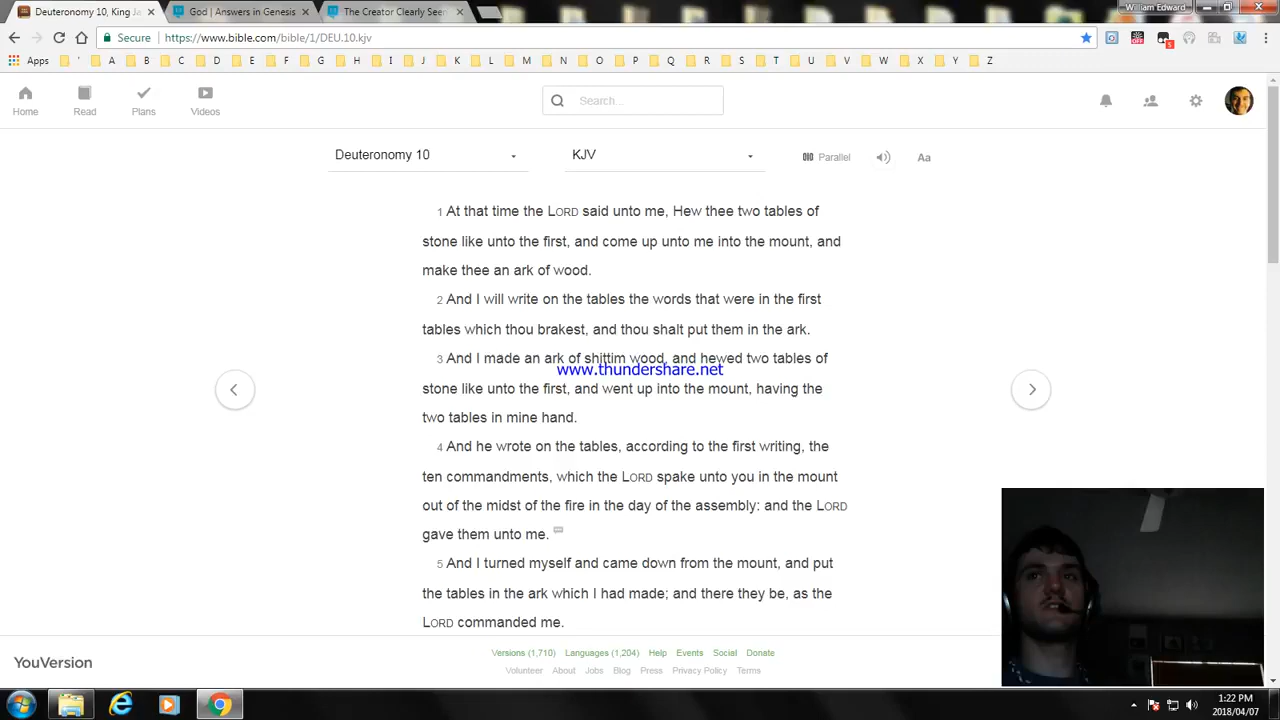 Deuteronomy 10, King Ja
God | Answers in Genesis
The Creator Clearly Seen
William Edward
Secure
https://www.bible.com/bible/1/DEU.10.kjv
Apps ' A B C D E F G H I J K L M N O P Q R S T U V W X Y Z
Home Read Plans Videos
Search...
Deuteronomy 10
KJV
Parallel
Aa
1 At that time the LORD said unto me, Hew thee two tables of
stone like unto the first, and come up unto me into the mount, and
make thee an ark of wood.
2 And I will write on the tables the words that were in the first
tables which thou brakest, and thou shalt put them in the ark.
3 And I made an ark of shittim wood, and hewed two tables of
www.thundershare.net
stone like unto the first, and went up into the mount, having the
two tables in mine hand.
4 And he wrote on the tables, according to the first writing, the
ten commandments, which the LORD spake unto you in the mount
out of the midst of the fire in the day of the assembly: and the LORD
gave them unto me.
5 And I turned myself and came down from the mount, and put
the tables in the ark which I had made; and there they be, as the
LORD commanded me.
YouVersion
Versions (1,710) Languages (1,204) Help Events Social Donate
Volunteer About Jobs Blog Press Privacy Policy Terms
1:22 PM
2018/04/07